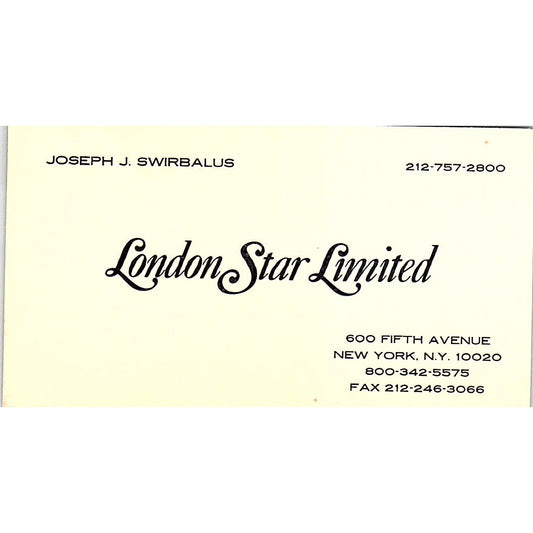 JOSEPH J. SWIRBALUS
212-757-2800
London Star Limited
600 FIFTH AVENUE
NEW YORK, N.Y. 10020
800-342-5575
FAX 212-246-3066